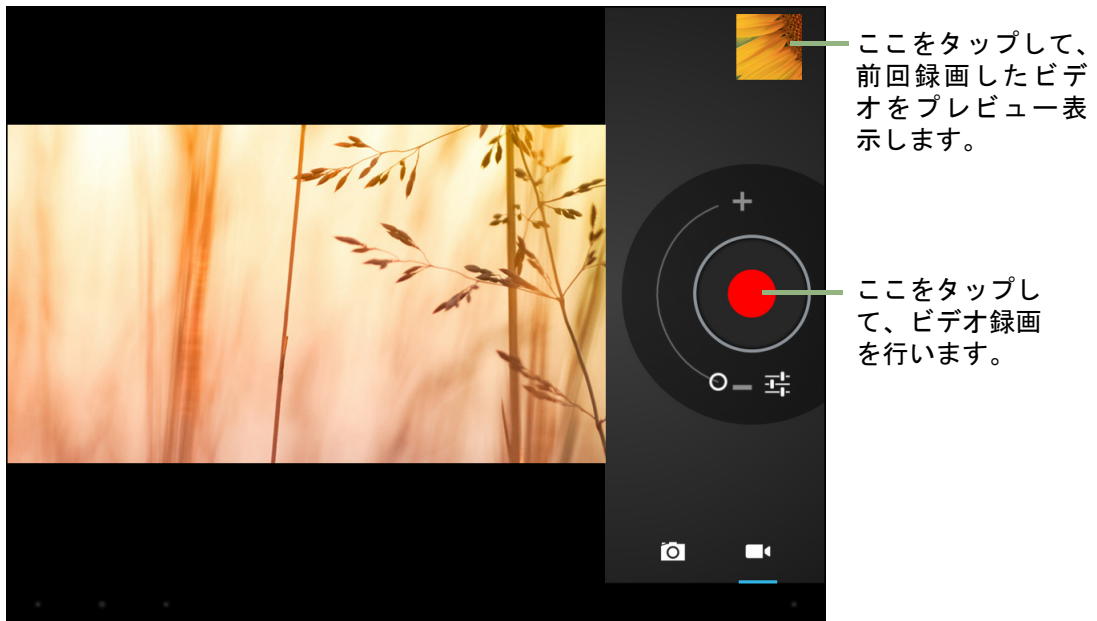 ここをタップして、
前回録画したビデ
オをプレビュー表
示します。
ここをタップし
て、ビデオ録画
を行います。